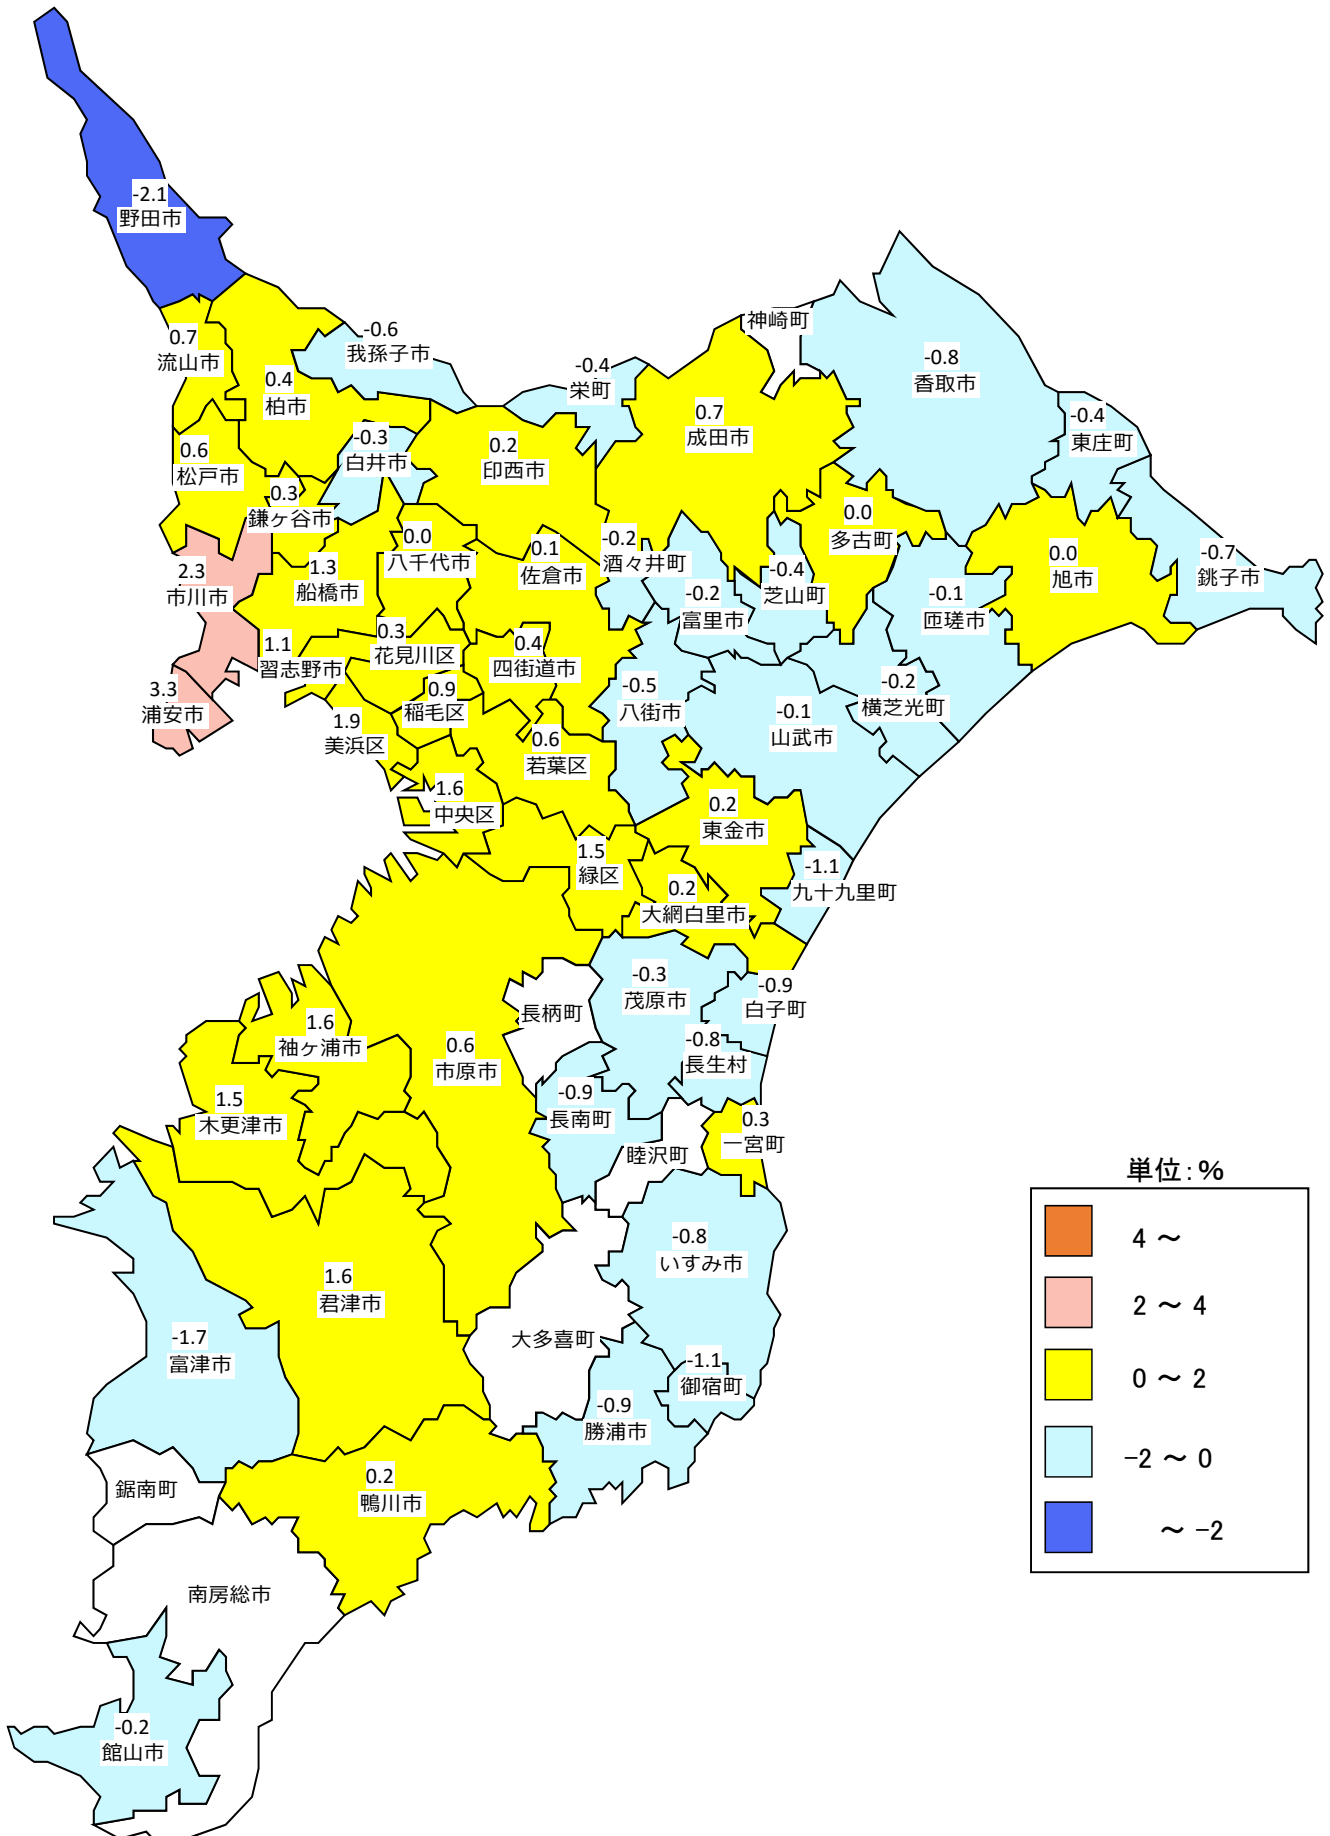 -2.1
野田市
0.7
流山市
-0.6
我孫子市
0.4
柏市
-0.4
栄町
神崎町
-0.8
香取市
0.7
成田市
-0.4
東庄町
0.6
松戸市
-0.3
白井市
0.2
印西市
0.3
鎌ヶ谷市
0.0
八千代市
0.1
佐倉市
-0.2
酒々井町
0.0
多古町
0.0
旭市
-0.7
銚子市
2.3
市川市
1.3
船橋市
-0.2
富里市
-0.4
芝山町
-0.1
匝瑳市
1.1
習志野市
0.3
花見川区
0.4
四街道市
3.3
浦安市
0.9
稲毛区
-0.5
八街市
-0.2
横芝光町
1.9
美浜区
0.6
若葉区
-0.1
山武市
1.6
中央区
0.2
東金市
1.5
緑区
-1.1
九十九里町
0.2
大網白里市
-0.3
茂原市
-0.9
白子町
長柄町
1.6
袖ヶ浦市
0.6
市原市
-0.8
長生村
1.5
木更津市
-0.9
長南町
0.3
一宮町
睦沢町
-0.8
いすみ市
1.6
君津市
-1.7
富津市
大多喜町
-1.1
御宿町
-0.9
勝浦市
0.2
鴨川市
鋸南町
南房総市
-0.2
館山市
単位：％
4 ～
2 ～ 4
0 ～ 2
-2 ～ 0
～ -2